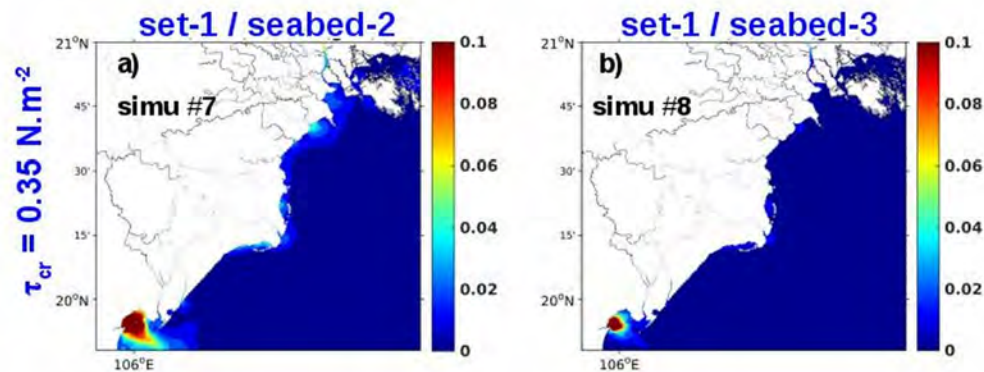 set-1 / seabed-2
set-1 / seabed-3
τcr = 0.35 N.m-2
a)
simu #7
21°N
45'
30'
15'
20°N
106°E
0.1
0.08
0.06
0.04
0.02
0
b)
simu #8
21°N
45'
30'
15'
20°N
106°E
0.1
0.08
0.06
0.04
0.02
0